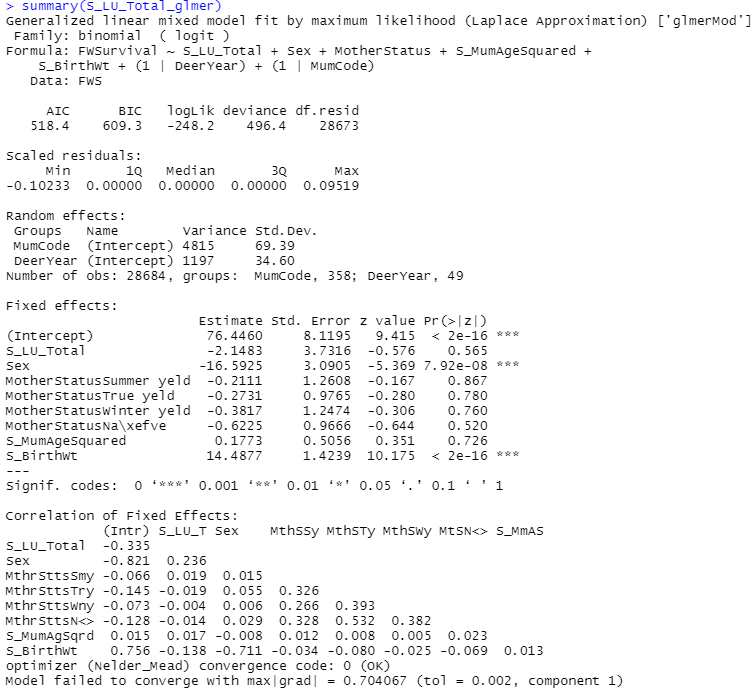 > summary(S_LU_Total_glmer)
Generalized linear mixed model fit by maximum likelihood (Laplace Approximation) ['glmerMod']
 Family: binomial  ( logit )
Formula: FWSurvival ~ S_LU_Total + Sex + MotherStatus + S_MumAgeSquared +
    S_BirthWt + (1 | DeerYear) + (1 | MumCode)
   Data: FWS
     AIC      BIC   logLik deviance df.resid
   518.4    609.3   -248.2    496.4    28673
Scaled residuals:
     Min       1Q   Median       3Q      Max
-0.10233  0.00000  0.00000  0.00000  0.09519
Random effects:
 Groups   Name        Variance Std.Dev.
 MumCode  (Intercept) 4815     69.39
 DeerYear (Intercept) 1197     34.60
Number of obs: 28684, groups:  MumCode, 358; DeerYear, 49
Fixed effects:
                         Estimate Std. Error z value Pr(>|z|)
(Intercept)               76.4460     8.1195   9.415  < 2e-16 ***
S_LU_Total                -2.1483     3.7316  -0.576    0.565
Sex                      -16.5925     3.0905  -5.369 7.92e-08 ***
MotherStatusSummer yeld   -0.2111     1.2608  -0.167    0.867
MotherStatusTrue yeld     -0.2731     0.9765  -0.280    0.780
MotherStatusWinter yeld   -0.3817     1.2474  -0.306    0.760
MotherStatusNa\xefve      -0.6225     0.9666  -0.644    0.520
S_MumAgeSquared            0.1773     0.5056   0.351    0.726
S_BirthWt                 14.4877     1.4239  10.175  < 2e-16 ***
---
Signif. codes:  0 ‘***’ 0.001 ‘**’ 0.01 ‘*’ 0.05 ‘.’ 0.1 ‘ ’ 1
Correlation of Fixed Effects:
            (Intr) S_LU_T Sex    MthSSy MthSTy MthSWy MtSN<> S_MmAS
S_LU_Total  -0.335
Sex         -0.821  0.236
MthrSttsSmy -0.066  0.019  0.015
MthrSttsTry -0.145 -0.019  0.055  0.326
MthrSttsWny -0.073 -0.004  0.006  0.266  0.393
MthrSttsN<> -0.128 -0.014  0.029  0.328  0.532  0.382
S_MumAgSqrd  0.015  0.017 -0.008  0.012  0.008  0.005  0.023
S_BirthWt    0.756 -0.138 -0.711 -0.034 -0.080 -0.025 -0.069  0.013
optimizer (Nelder_Mead) convergence code: 0 (OK)
Model failed to converge with max|grad| = 0.704067 (tol = 0.002, component 1)